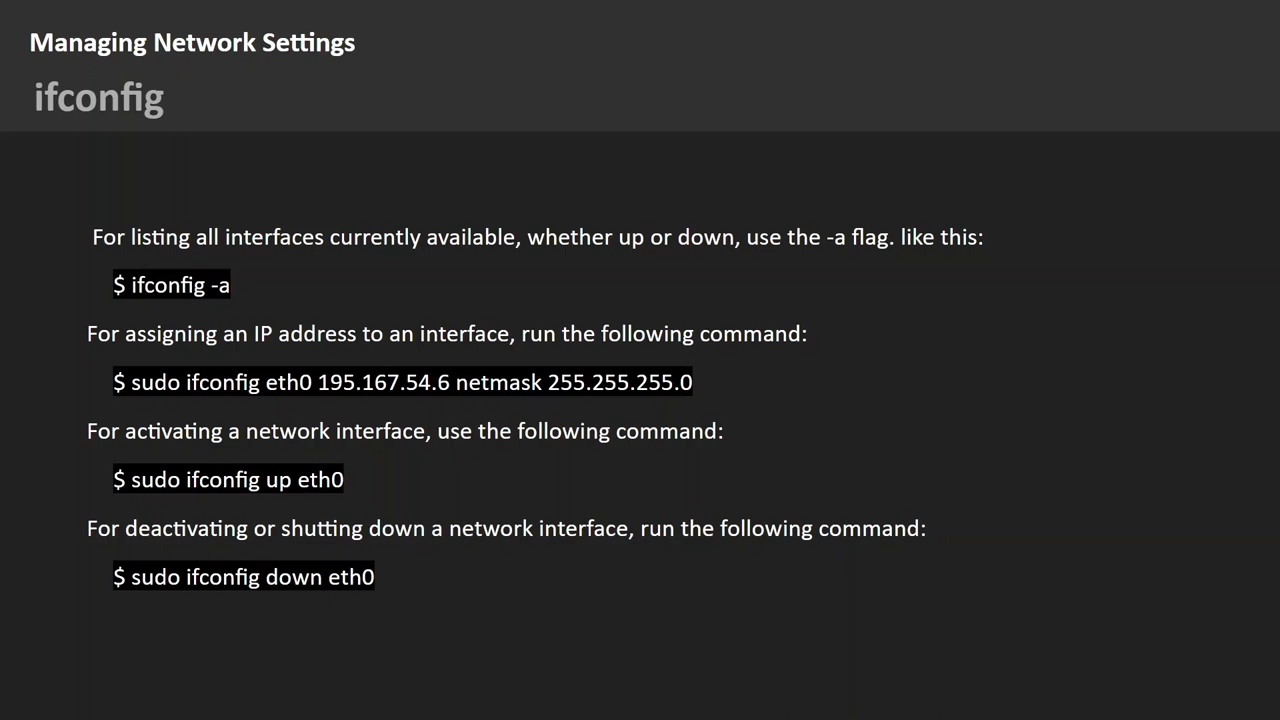 Managing Network Settings
ifconfig
For listing all interfaces currently available, whether up or down, use the -a flag. like this:
$ ifconfig -a
For assigning an IP address to an interface, run the following command:
$ sudo ifconfig eth0 195.167.54.6 netmask 255.255.255.0
For activating a network interface, use the following command:
$ sudo ifconfig up eth0
For deactivating or shutting down a network interface, run the following command:
$ sudo ifconfig down eth0